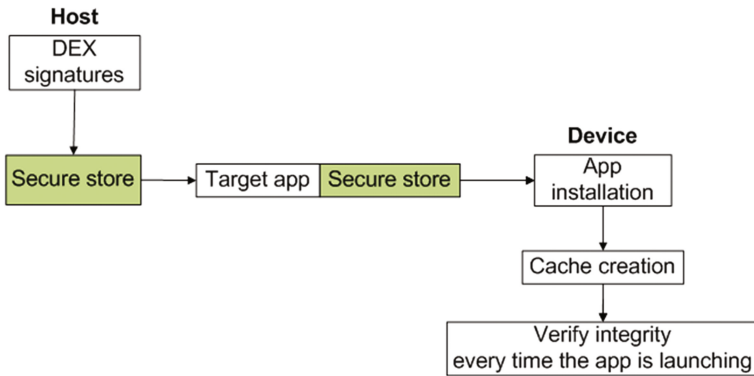 Host
DEX
signatures
Secure store
Target app
Secure store
Device
App
installation
Cache creation
Verify integrity
every time the app is launching